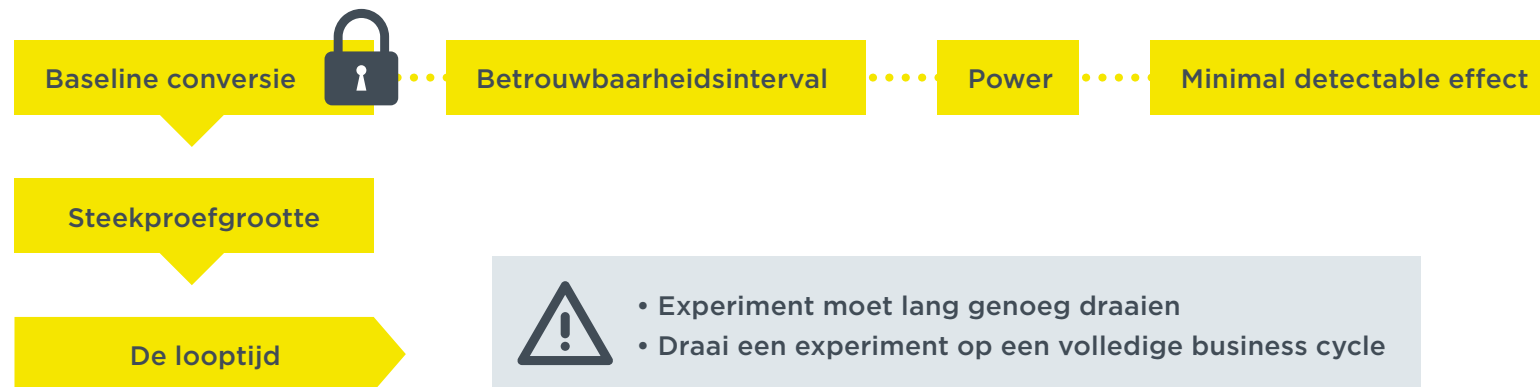 Baseline conversie
Betrouwbaarheidsinterval
Power
Minimal detectable effect
Steekproefgrootte
De looptijd
• Experiment moet lang genoeg draaien
• Draai een experiment op een volledige business cycle